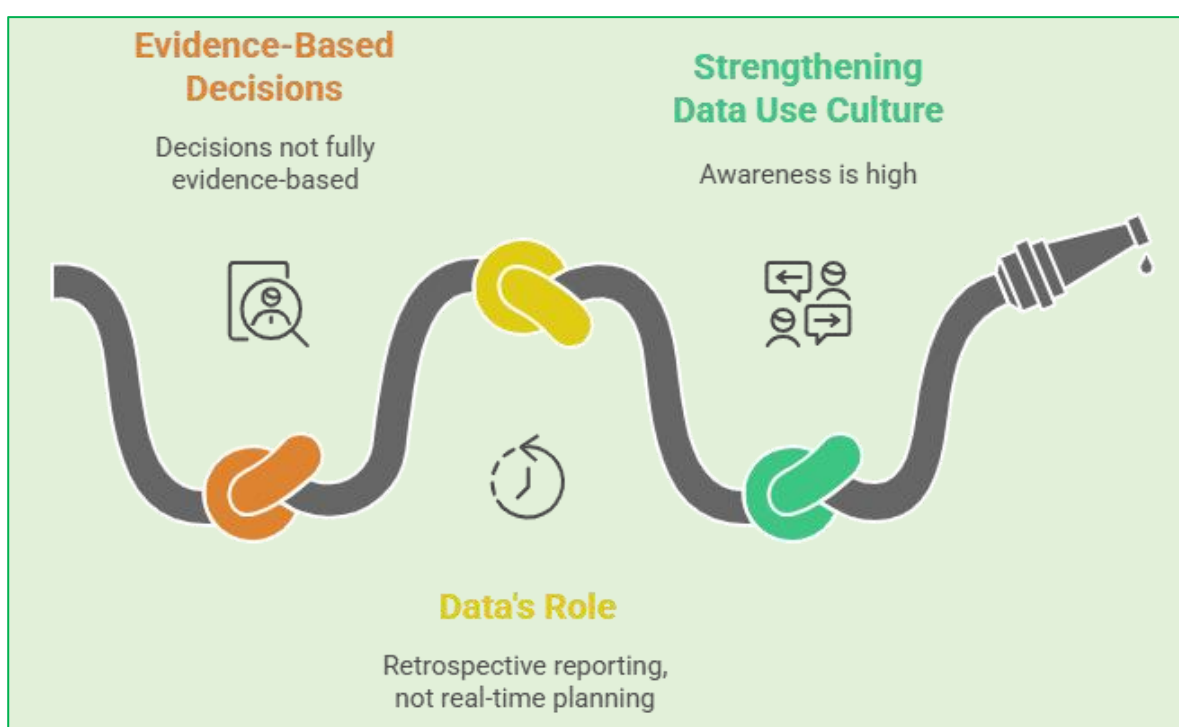 Evidence-Based
Decisions
Decisions not fully
evidence-based
Strengthening
Data Use Culture
Awareness is high
Data's Role
Retrospective reporting,
not real-time planning